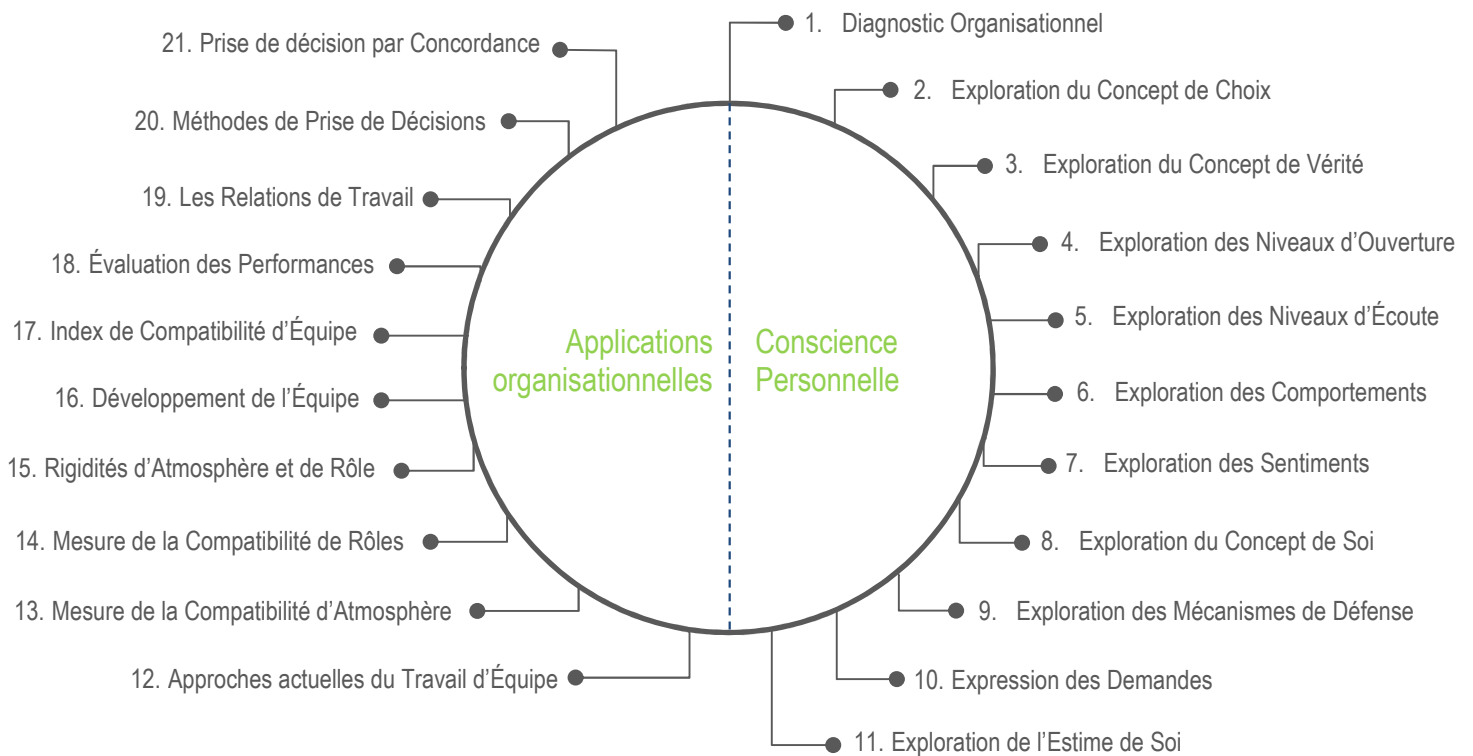 1. Diagnostic Organisationnel
2. Exploration du Concept de Choix
3. Exploration du Concept de Vérité
4. Exploration des Niveaux d'Ouverture
5. Exploration des Niveaux d'Écoute
6. Exploration des Comportements
7. Exploration des Sentiments
8. Exploration du Concept de Soi
9. Exploration des Mécanismes de Défense
10. Expression des Demandes
11. Exploration de l'Estime de Soi
12. Approches actuelles du Travail d'Équipe
13. Mesure de la Compatibilité d'Atmosphère
14. Mesure de la Compatibilité de Rôles
15. Rigidités d'Atmosphère et de Rôle
16. Développement de l'Équipe
17. Index de Compatibilité d'Équipe
18. Évaluation des Performances
19. Les Relations de Travail
20. Méthodes de Prise de Décisions
21. Prise de décision par Concordance
Applications
organisationnelles
Conscience
Personnelle